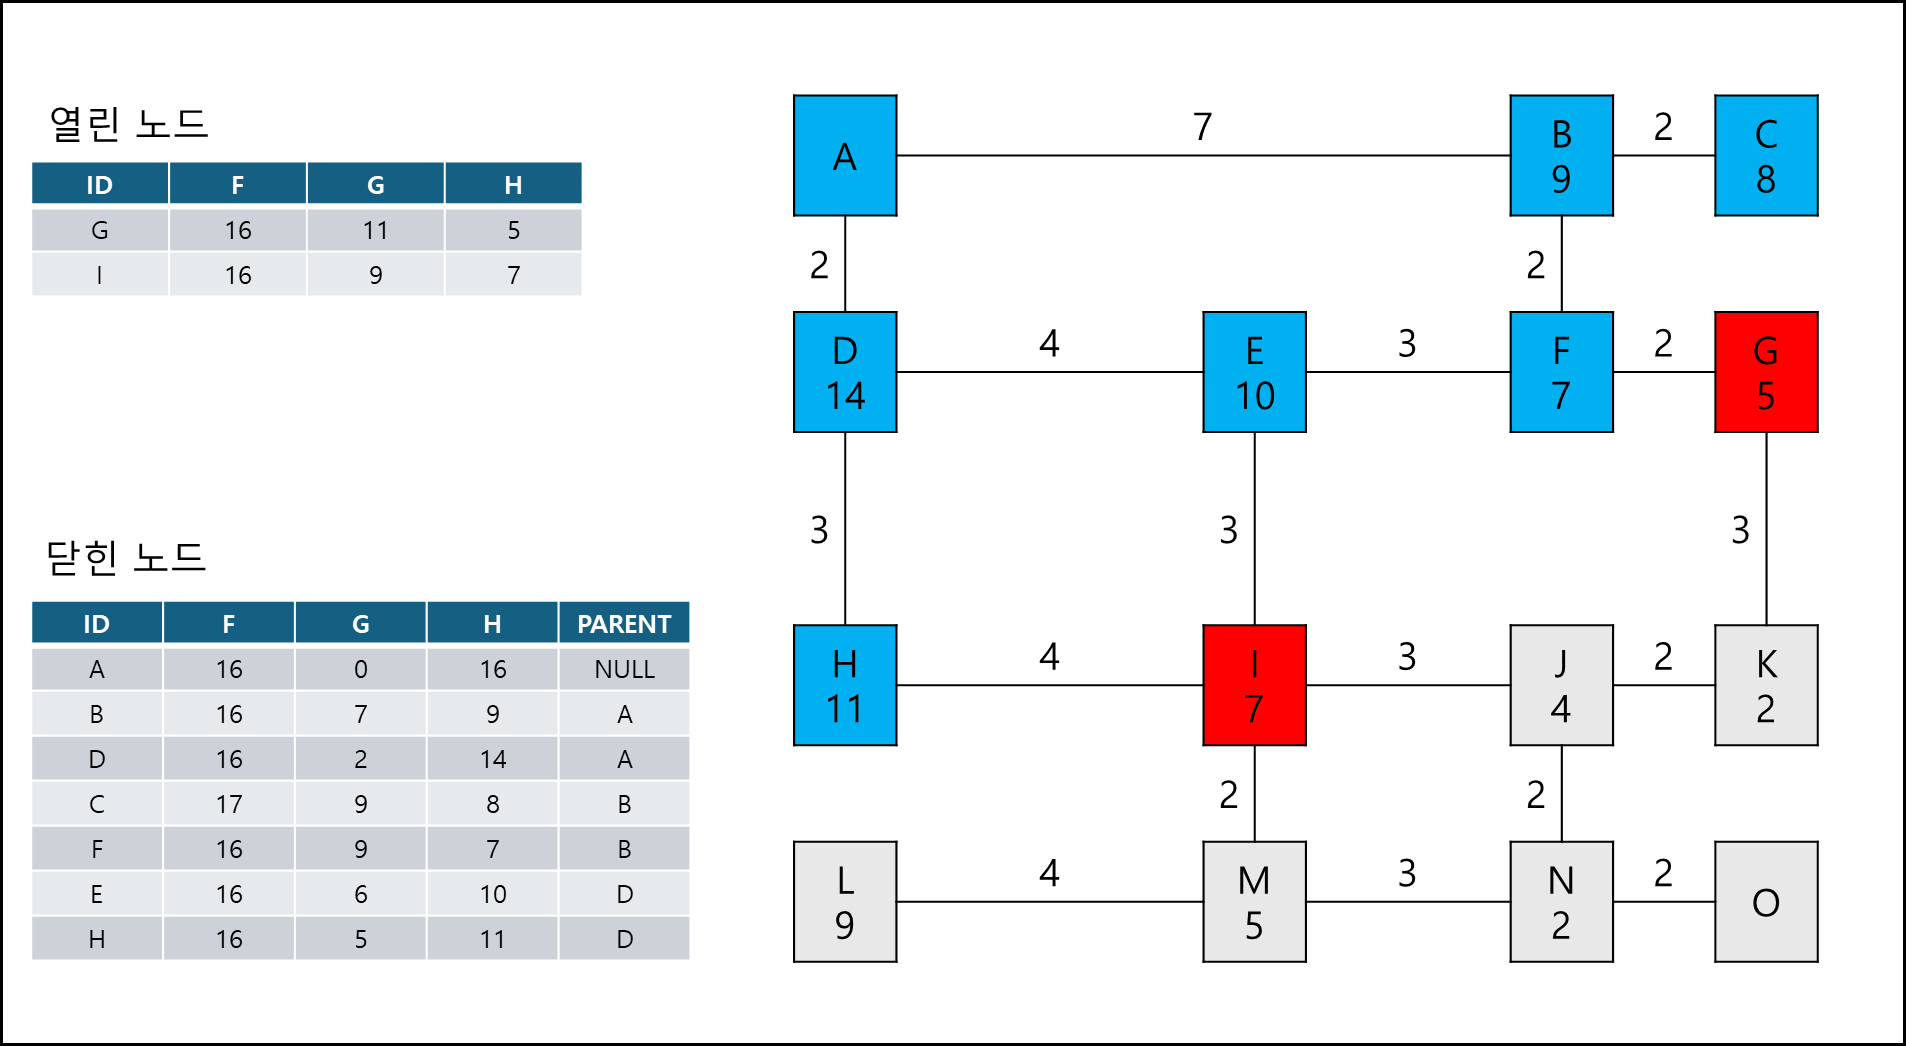 열린 노드
ID F G H
G 16 11 5
I 16 9 7
닫힌 노드
ID F G H PARENT
A 16 0 16 NULL
B 16 7 9 A
D 16 2 14 A
C 17 9 8 B
F 16 9 7 B
E 16 6 10 D
H 16 5 11 D
A
7
B
9
2
C
8
2
2
D
14
4
E
10
3
F
7
2
G
5
3
3
3
H
11
4
I
7
3
J
4
2
K
2
2
2
L
9
4
M
5
3
N
2
2
O